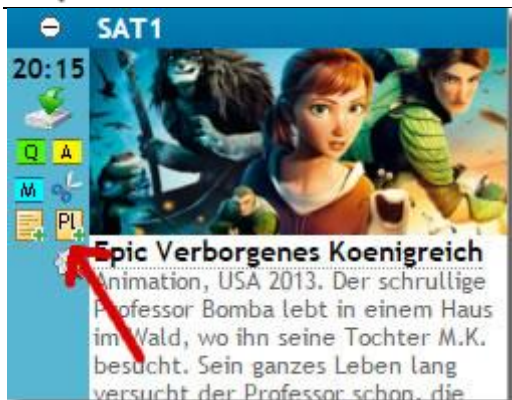 SAT1
20:15
Q A
M
PL
Epic Verborgenes Koenigreich
Animation, USA 2013. Der schrullige
Professor Bomba lebt in einem Haus
im Wald, wo ihn seine Tochter M.K.
besucht. Sein ganzes Leben lang
versucht der Professor schon, die